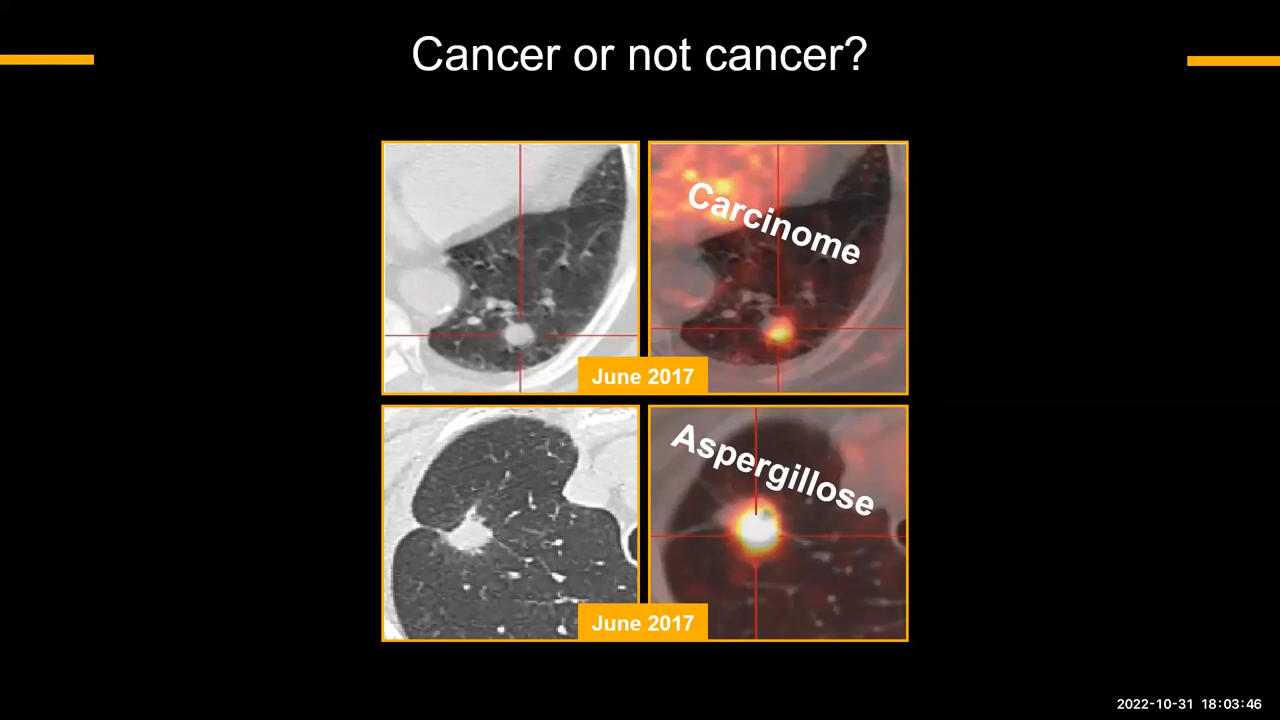 Cancer or not cancer?
Carcinome
June 2017
Aspergillose
June 2017
2022-10-31 18:03:46